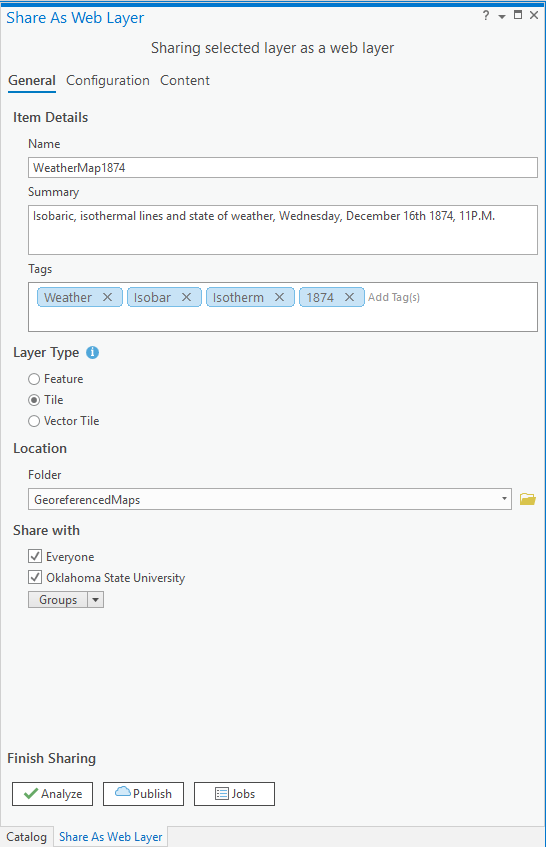 Share As Web Layer
?
Sharing selected layer as a web layer
General Configuration Content
Item Details
Name
WeatherMap1874
Summary
Isobaric, isothermal lines and state of weather, Wednesday, December 16th 1874, 11P.M.
Tags
Weather Isobar Isotherm 1874 Add Tag(s)
Layer Type
Feature
Tile
Vector Tile
Location
Folder
GeoreferencedMaps
Share with
Everyone
Oklahoma State University
Groups
Finish Sharing
Analyze Publish Jobs
Catalog Share As Web Layer